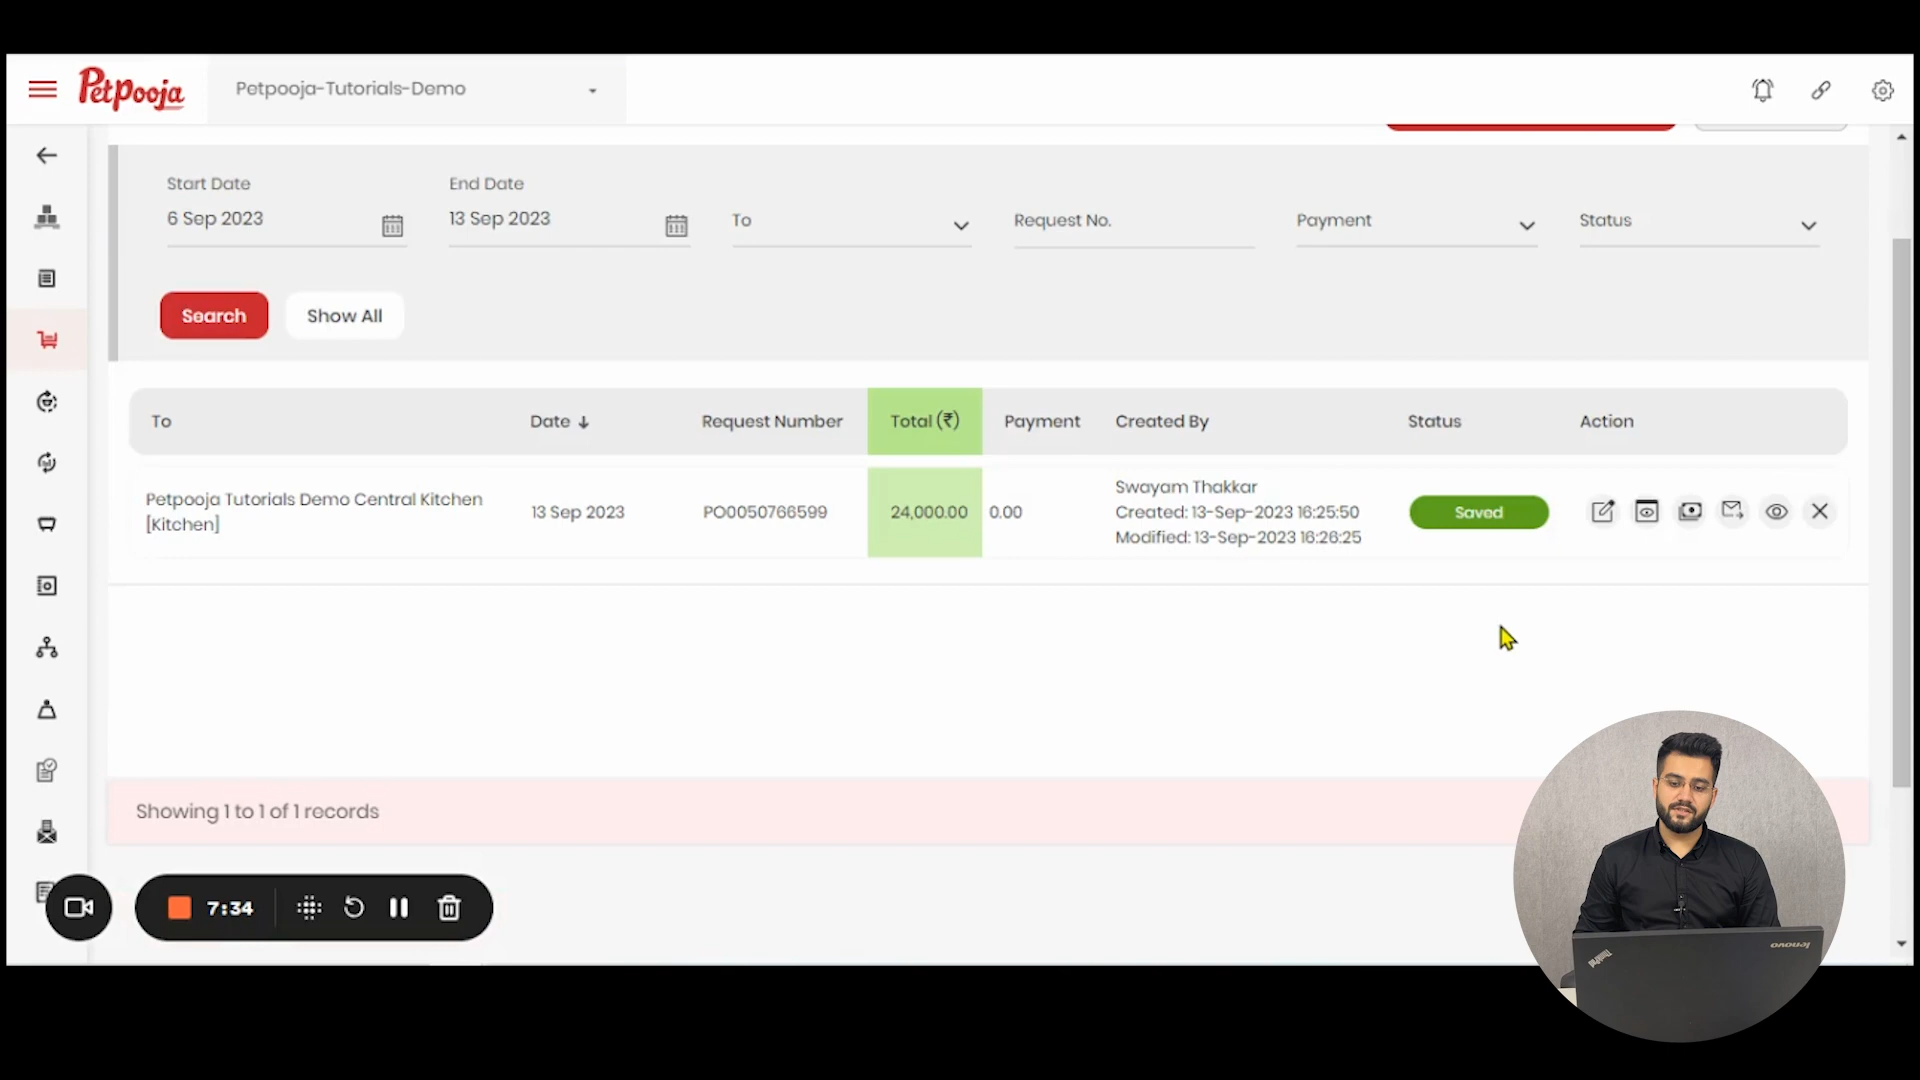 Petpooja
Petpooja-Tutorials-Demo
Start Date
End Date
6 Sep 2023
13 Sep 2023
To
Request No.
Payment
Status
Search
Show All
To
Date ↓
Request Number
Total (₹)
Payment
Created By
Status
Action
Petpooja Tutorials Demo Central Kitchen
[Kitchen]
13 Sep 2023
PO0050766599
24,000.00
0.00
Swayam Thakkar
Created: 13-Sep-2023 16:25:50
Modified: 13-Sep-2023 16:26:25
Saved
Showing 1 to 1 of 1 records
7:34
lenovo
ThinkPad